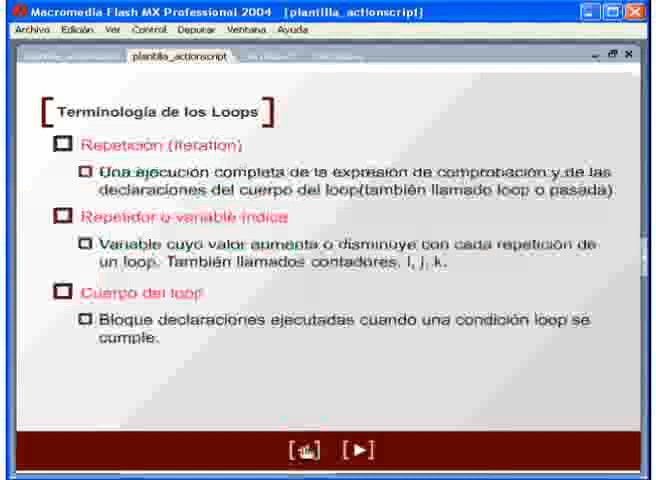 Macromedia Flash MX Professional 2004 - [plantilla_actionscript]
Archivo Edición Ver Control Depurar Ventana Ayuda
plantilla_actionscript
[Terminología de los Loops]
Repetición (iteration)
Una ejecución completa de la expresión de comprobación y de las
declaraciones del cuerpo del loop(también llamado loop o pasada)
Repetidor o variable índice
Variable cuyo valor aumenta o disminuye con cada repetición de
un loop. También llamados contadores. I, j, k.
Cuerpo del loop
Bloque declaraciones ejecutadas cuando una condición loop se
cumple.